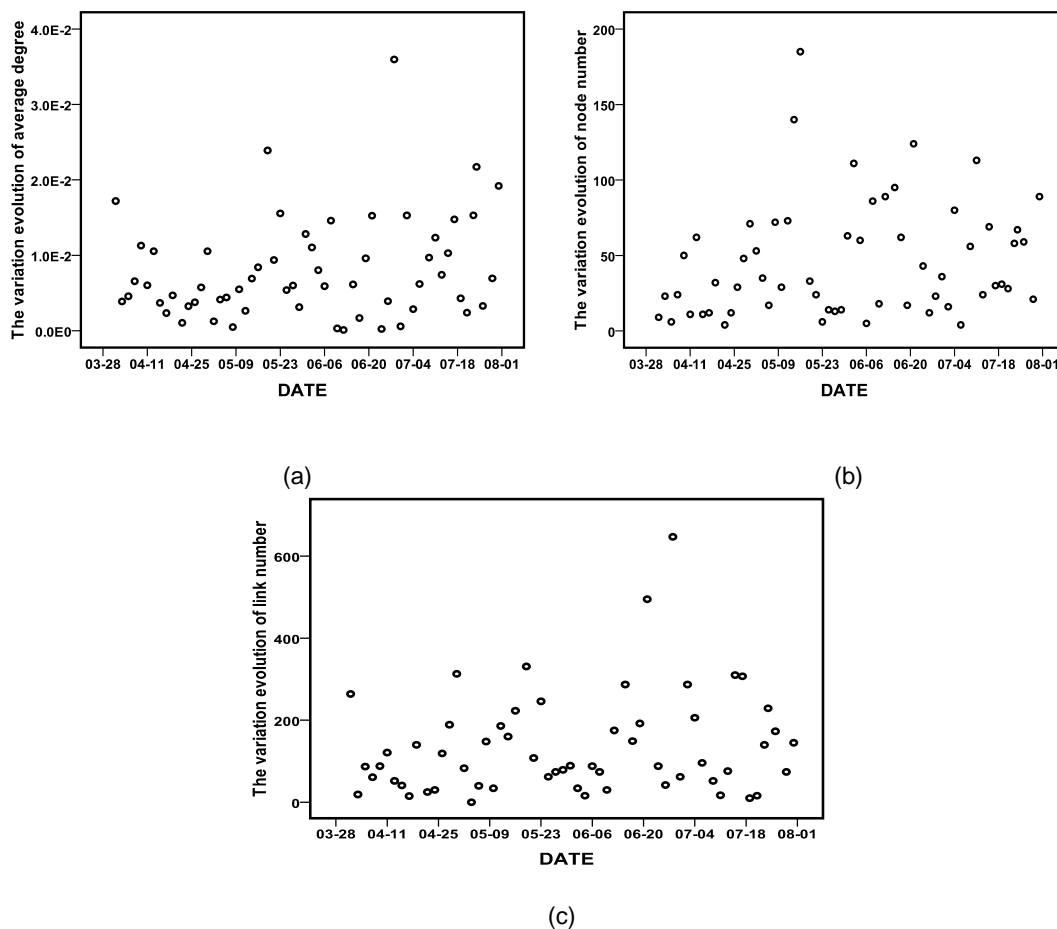 The variation evolution of average degree
4.0E-2
3.0E-2
2.0E-2
1.0E-2
0.0E0
03-28 04-11 04-25 05-09 05-23 06-06 06-20 07-04 07-18 08-01
DATE
(a)
The variation evolution of node number
200
150
100
50
0
03-28 04-11 04-25 05-09 05-23 06-06 06-20 07-04 07-18 08-01
DATE
(b)
The variation evolution of link number
600
400
200
0
03-28 04-11 04-25 05-09 05-23 06-06 06-20 07-04 07-18 08-01
DATE
(c)